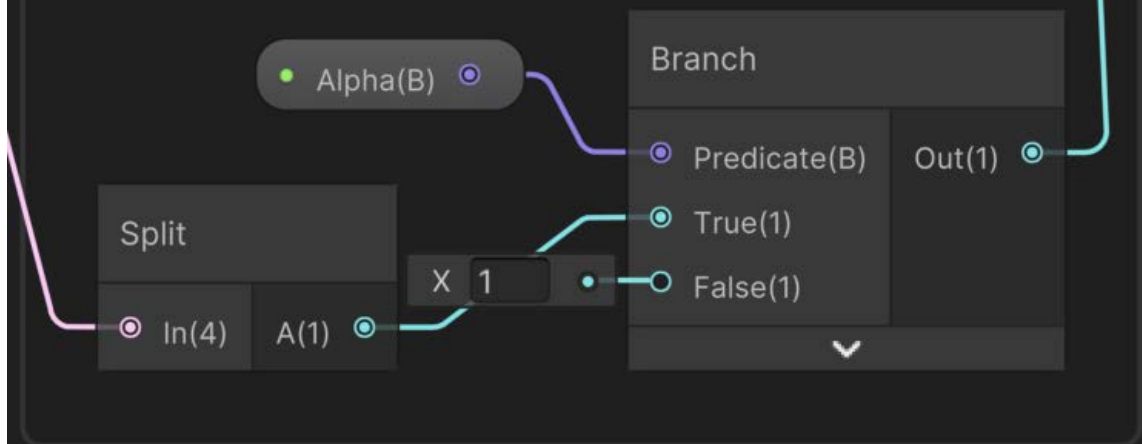 Alpha(B)
Branch
Predicate(B)
Out(1)
True(1)
False(1)
X 1
Split
In(4)
A(1)